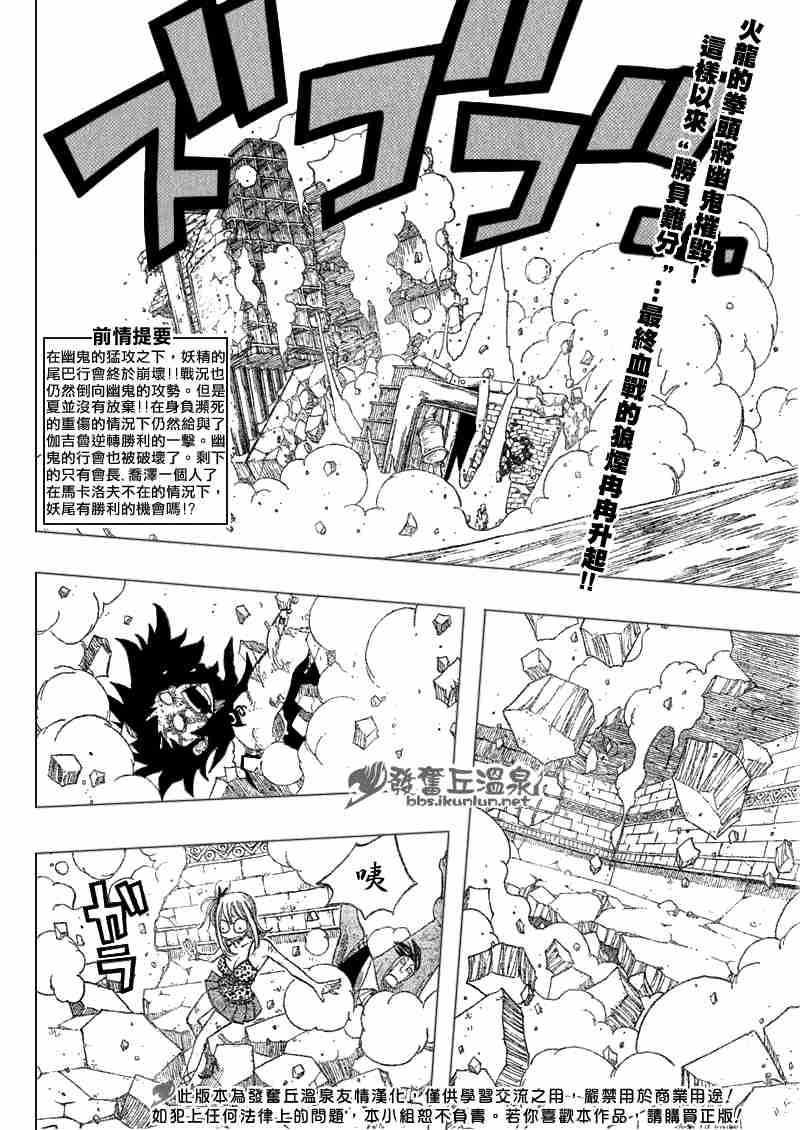 火龍的拳頭將幽鬼摧毀!
這樣以來“勝負難分”…最終血戰的狼煙冉冉升起!!
ズゴゴゴ
前情提要
在幽鬼的猛攻之下，妖精的
尾巴行會終於崩壞!!戰況也
仍然倒向幽鬼的攻勢。但是
夏並沒有放棄!!在身負瀕死
的重傷的情況下仍然給與了
伽吉魯逆轉勝利的一擊。幽
鬼的行會也被破壞了。剩下
的只有會長、喬澤一個人了
在馬卡洛夫不在的情況下，
妖尾有勝利的機會嗎!?
發奮丘溫泉
bbs.ikunlun.net
咦
ガラ
此版本為發奮丘溫泉友情漢化，僅供學習交流之用，嚴禁用於商業用途!
如犯上任何法律上的問題，本小組恕不負責。若你喜歡本作品，請購買正版!